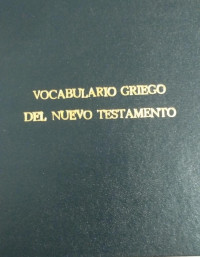 VOCABULARIO GRIEGO
DEL NUEVO TESTAMENTO